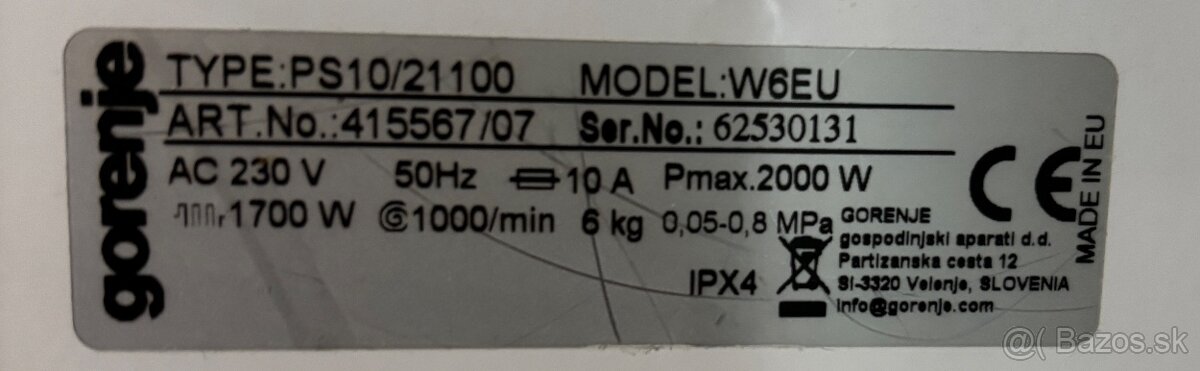 gorenje
TYPE:PS10/21100 MODEL:W6EU
ART.No.:415567/07 Ser.No.: 62530131
AC 230 V 50Hz 10 A Pmax.2000 W
1700 W 1000/min 6 kg 0,05-0,8 MPa
IPX4
GORENJE
gospodinjski aparati d.d.
Partizanska cesta 12
SI-3320 Velenje, SLOVENIA
info@gorenje.com
CE
MADE IN EU
@( Bazos.sk